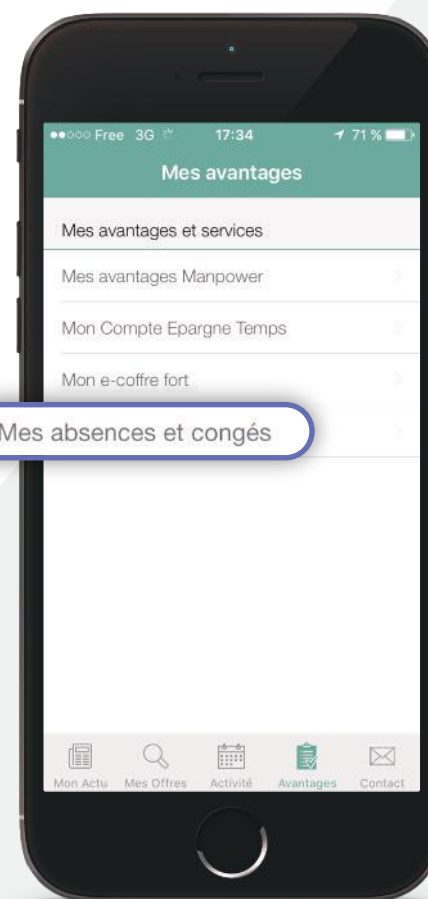 Free 3G 17:34 71 %
Mes avantages
Mes avantages et services
Mes avantages Manpower
Mon Compte Epargne Temps
Mon e-coffre fort
Mes absences et congés
Mon Actu Mes Offres Activité Avantages Contact